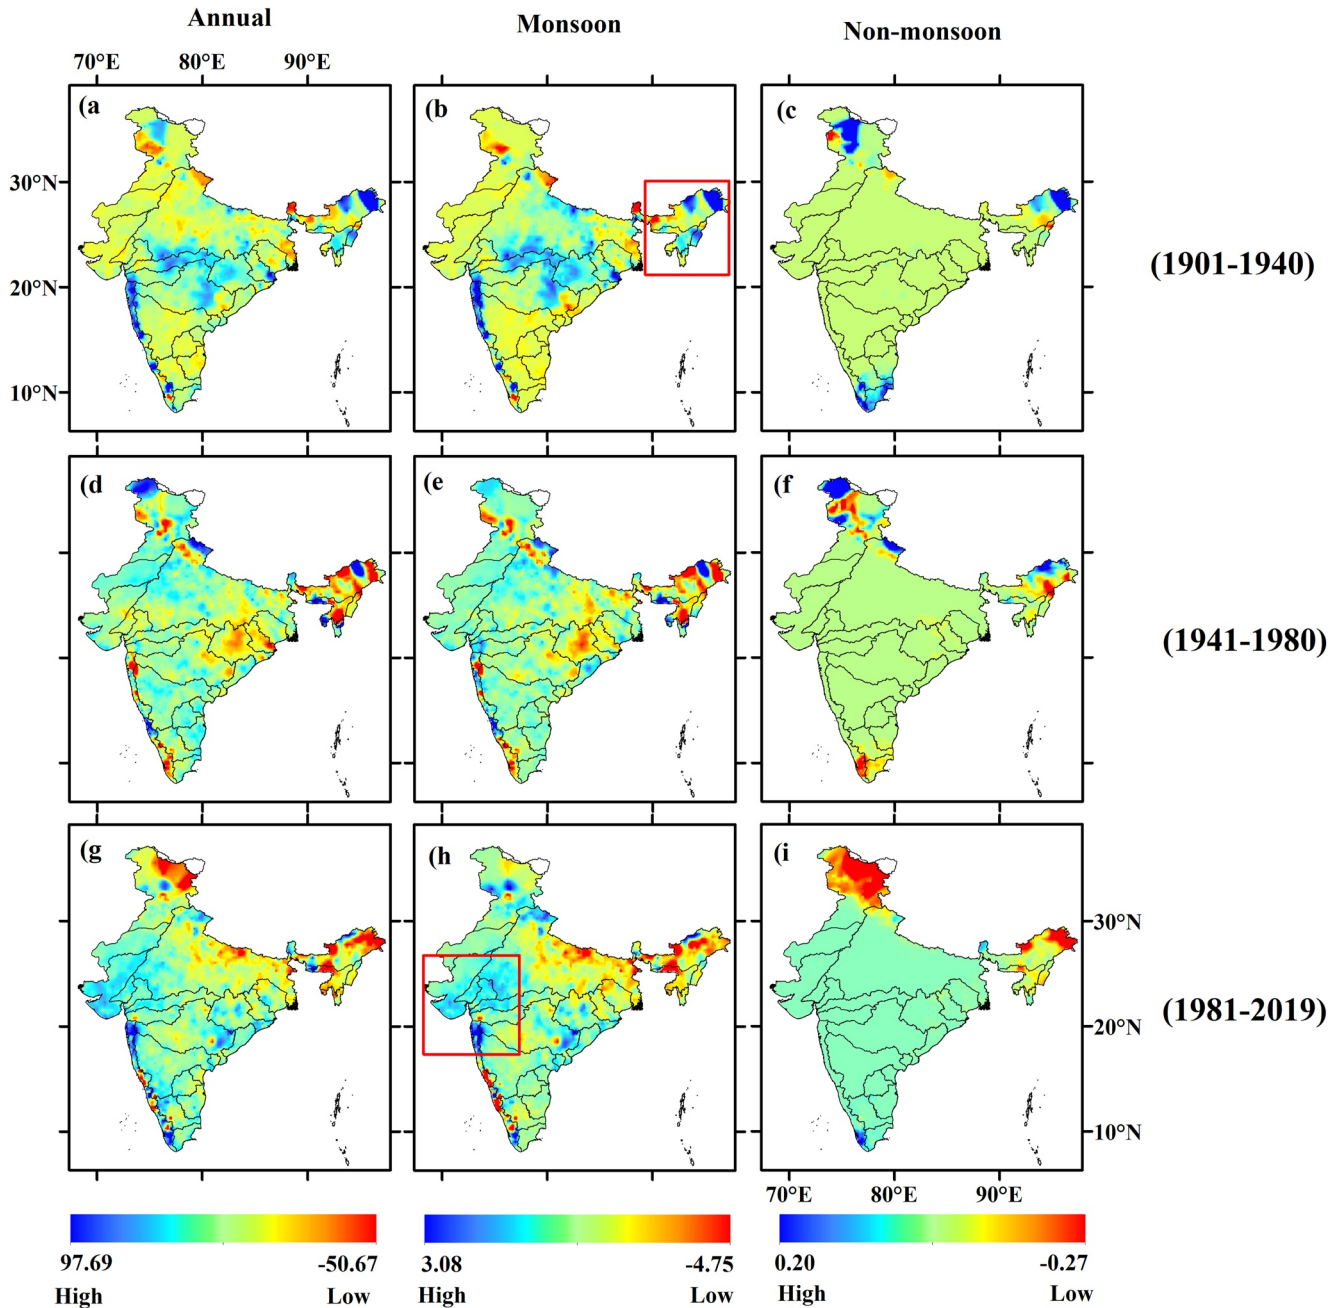 Annual
Monsoon
Non-monsoon
70°E 80°E 90°E
(a (b (c
30°N
20°N
10°N
(1901-1940)
(d (e (f
(1941-1980)
(g (h (i
30°N
20°N
10°N
(1981-2019)
70°E 80°E 90°E
97.69 -50.67 3.08 -4.75 0.20 -0.27
High Low High Low High Low